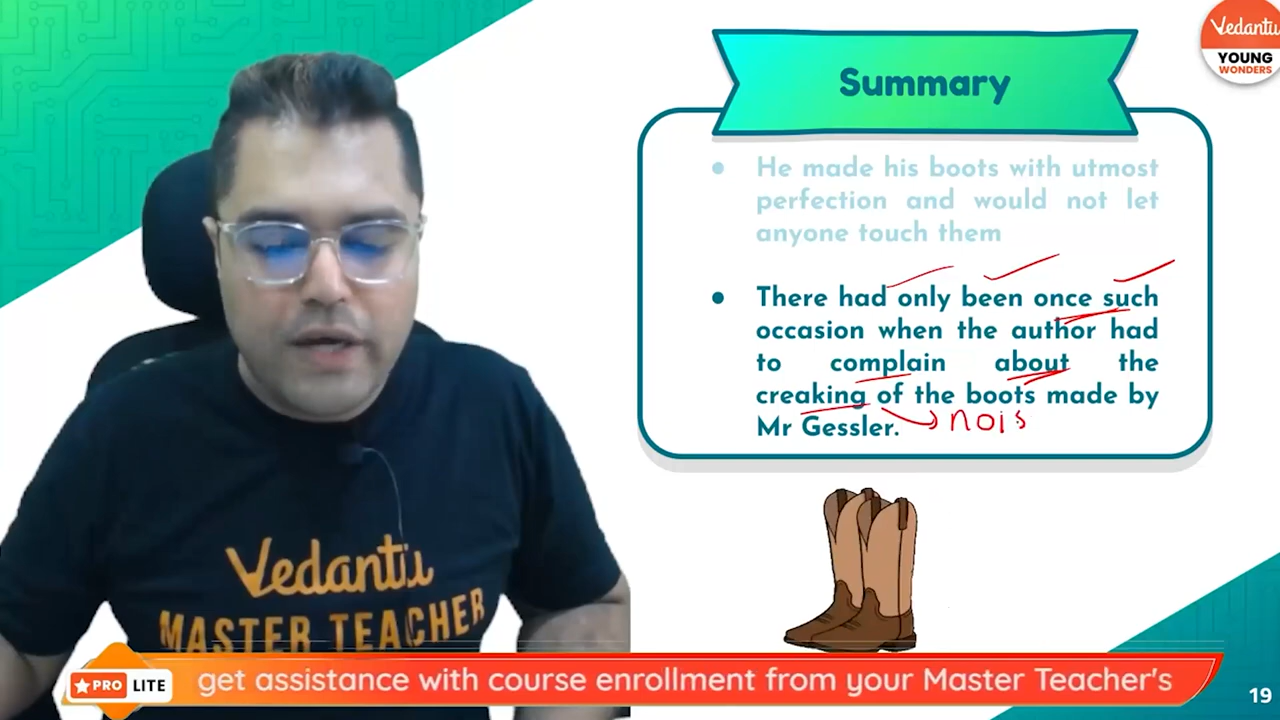 Vedantu
YOUNG
WONDERS
Summary
He made his boots with utmost
perfection and would not let
anyone touch them
There had only been once such
occasion when the author had
to complain about the
creaking of the boots made by
Mr Gessler.
nois
Vedantu
MASTER TEACHER
PRO LITE
get assistance with course enrollment from your Master Teacher's
19